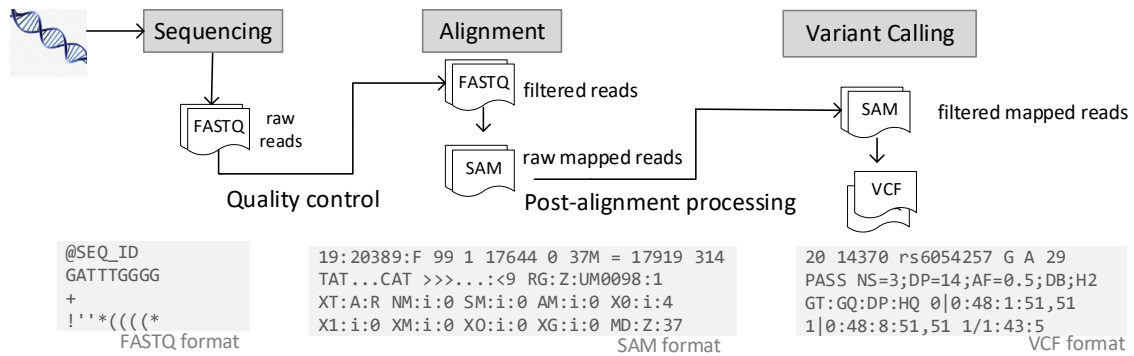 Sequencing
Alignment
Variant Calling
FASTQ
raw
reads
FASTQ
filtered reads
SAM
raw mapped reads
SAM
filtered mapped reads
VCF
Quality control
Post-alignment processing
@SEQ_ID
GATTTGGGG
+
!''*((((*
FASTQ format
19:20389:F 99 1 17644 0 37M = 17919 314
TAT...CAT >>>...:<9 RG:Z:UM0098:1
XT:A:R NM:i:0 SM:i:0 AM:i:0 X0:i:4
X1:i:0 XM:i:0 XO:i:0 XG:i:0 MD:Z:37
SAM format
20 14370 rs6054257 G A 29
PASS NS=3;DP=14;AF=0.5;DB;H2
GT:GQ:DP:HQ 0|0:48:1:51,51
1|0:48:8:51,51 1/1:43:5
VCF format